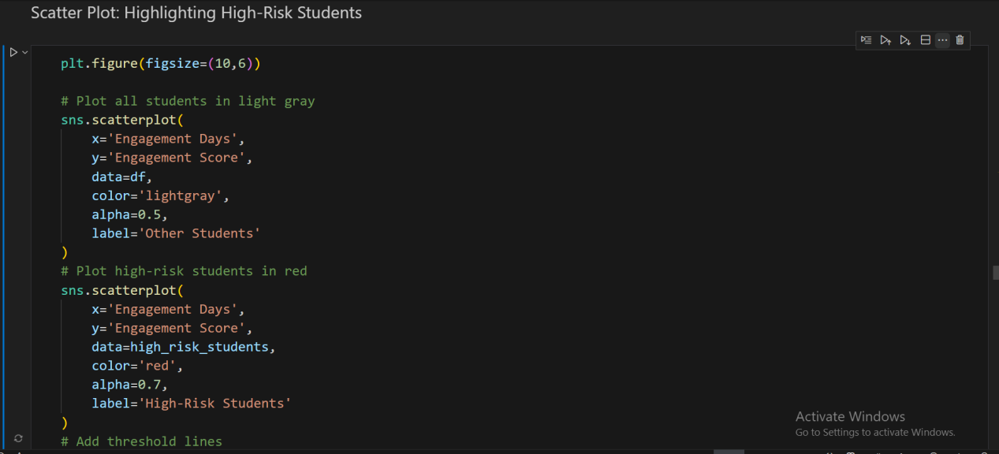 Scatter Plot: Highlighting High-Risk Students
plt.figure(figsize=(10,6))
# Plot all students in light gray
sns.scatterplot(
    x='Engagement Days',
    y='Engagement Score',
    data=df,
    color='lightgray',
    alpha=0.5,
    label='Other Students'
)
# Plot high-risk students in red
sns.scatterplot(
    x='Engagement Days',
    y='Engagement Score',
    data=high_risk_students,
    color='red',
    alpha=0.7,
    label='High-Risk Students'
)
# Add threshold lines
Activate Windows
Go to Settings to activate Windows.